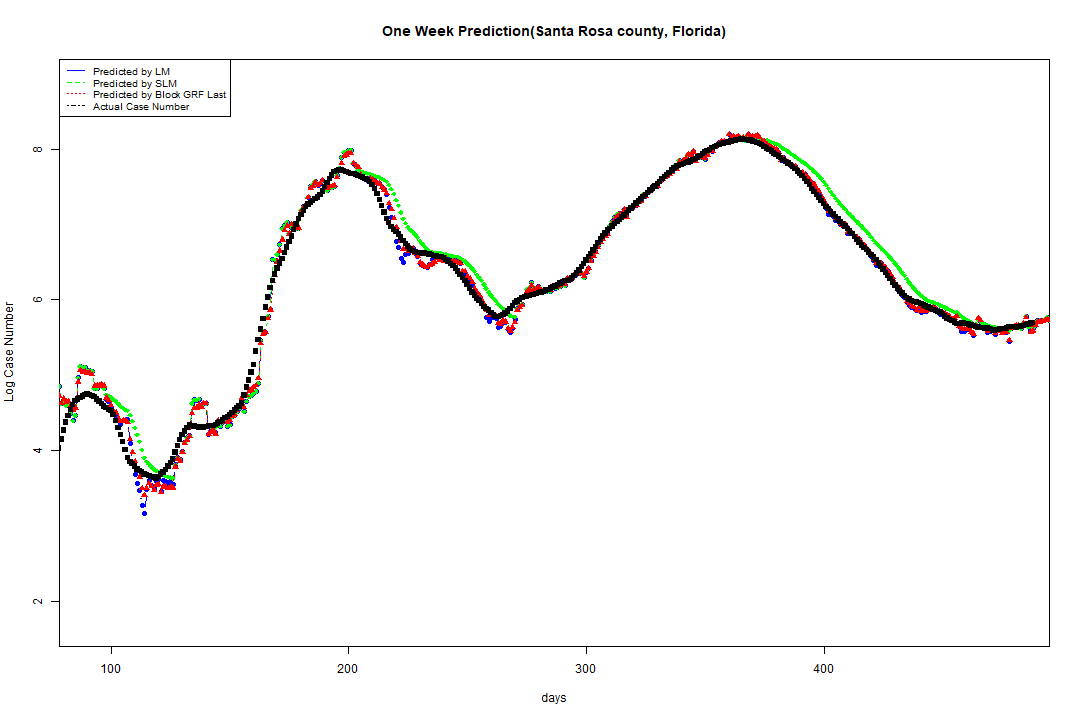 One Week Prediction(Santa Rosa county, Florida)
Predicted by LM
Predicted by SLM
Predicted by Block GRF Last
Actual Case Number
8
6
4
2
Log Case Number
100 200 300 400
days